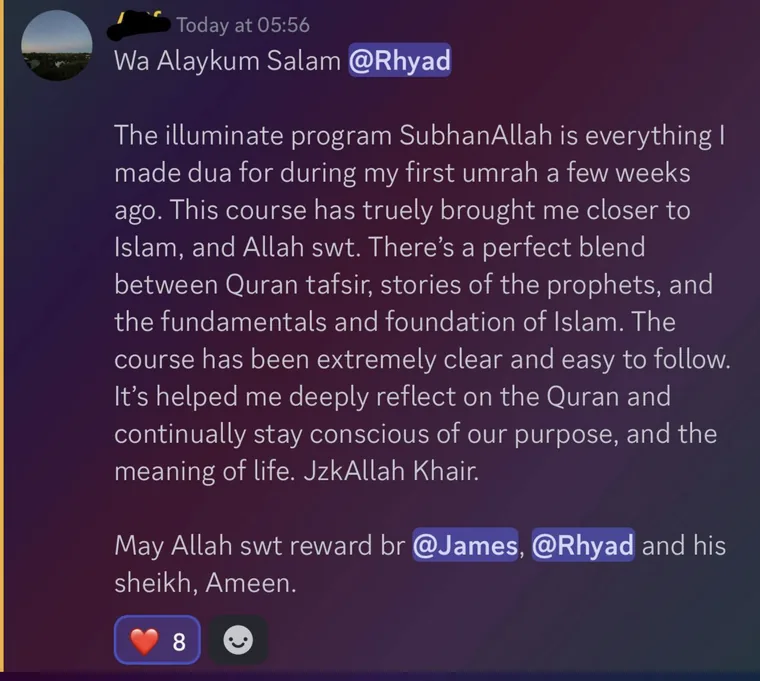 Today at 05:56
Wa Alaykum Salam @Rhyad
The illuminate program SubhanAllah is everything I
made dua for during my first umrah a few weeks
ago. This course has truely brought me closer to
Islam, and Allah swt. There's a perfect blend
between Quran tafsir, stories of the prophets, and
the fundamentals and foundation of Islam. The
course has been extremely clear and easy to follow.
It's helped me deeply reflect on the Quran and
continually stay conscious of our purpose, and the
meaning of life. JzkAllah Khair.
May Allah swt reward br @James, @Rhyad and his
sheikh, Ameen.
8